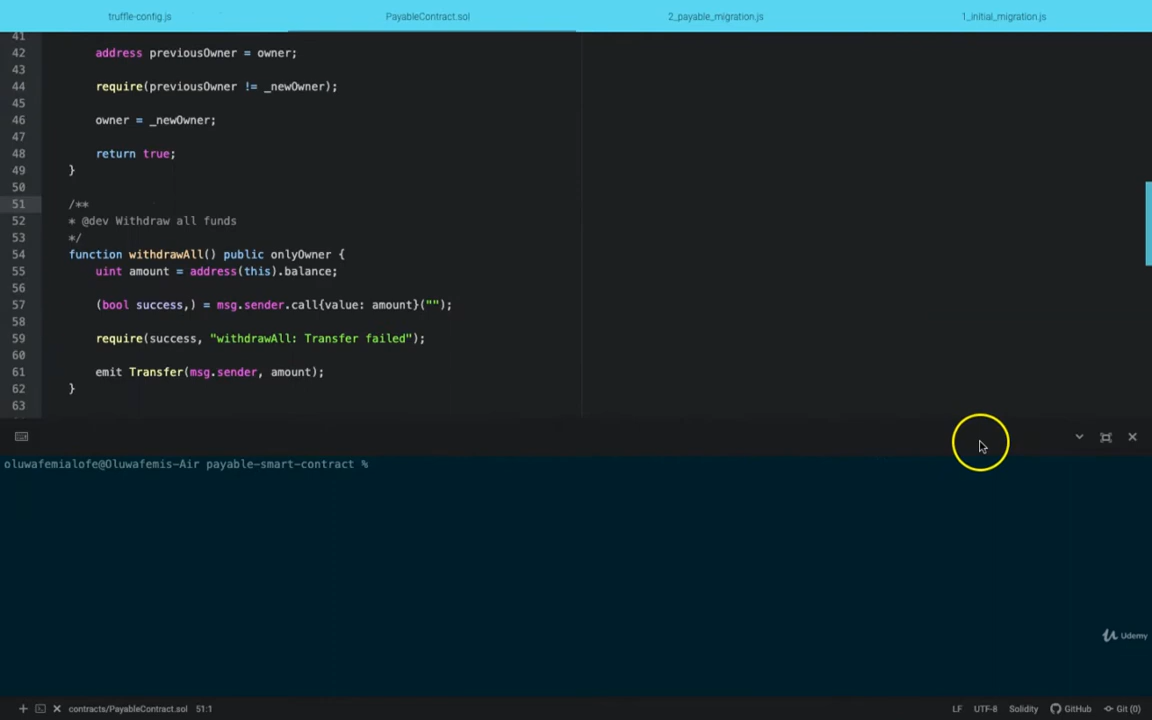 truffle-config.js
PayableContract.sol
2_payable_migration.js
1_initial_migration.js
41
42 address previousOwner = owner;
43
44 require(previousOwner != _newOwner);
45
46 owner = _newOwner;
47
48 return true;
49 }
50
51 /**
52 * @dev Withdraw all funds
53 */
54 function withdrawAll() public onlyOwner {
55 uint amount = address(this).balance;
56
57 (bool success,) = msg.sender.call{value: amount}("");
58
59 require(success, "withdrawAll: Transfer failed");
60
61 emit Transfer(msg.sender, amount);
62 }
63
oluwafemialofe@Oluwafemis-Air payable-smart-contract %
Udemy
contracts/PayableContract.sol 51:1 LF UTF-8 Solidity GitHub Git (0)